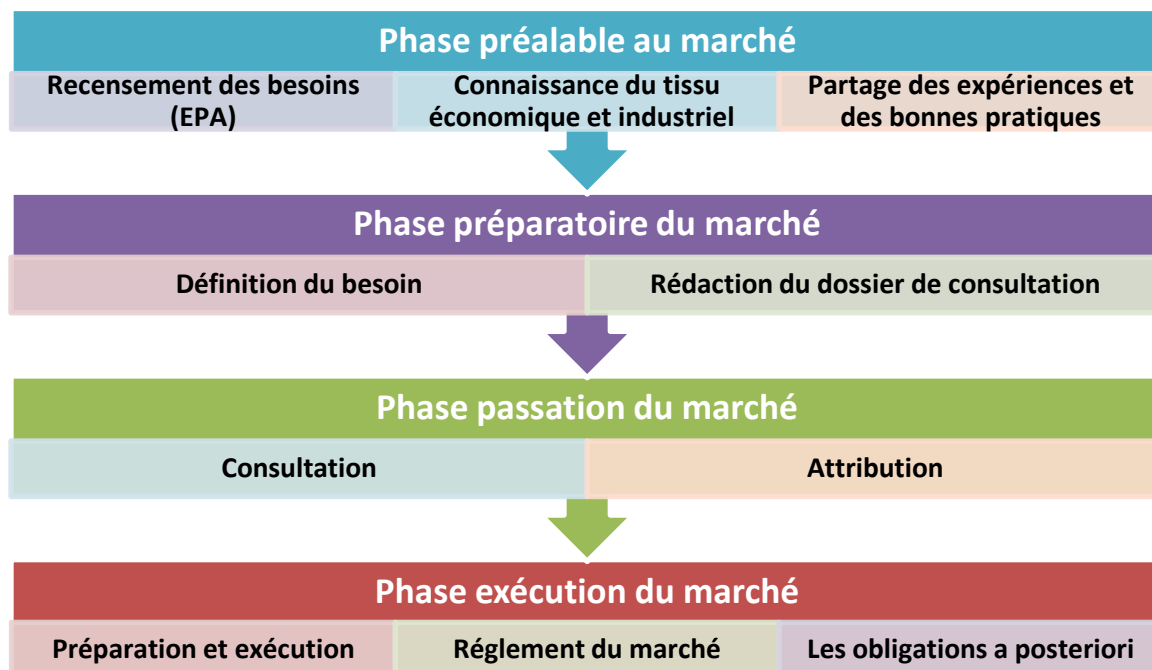 Phase préalable au marché
Recensement des besoins
(EPA)
Connaissance du tissu
économique et industriel
Partage des expériences et
des bonnes pratiques
Phase préparatoire du marché
Définition du besoin
Rédaction du dossier de consultation
Phase passation du marché
Consultation
Attribution
Phase exécution du marché
Préparation et exécution
Réglement du marché
Les obligations a posteriori